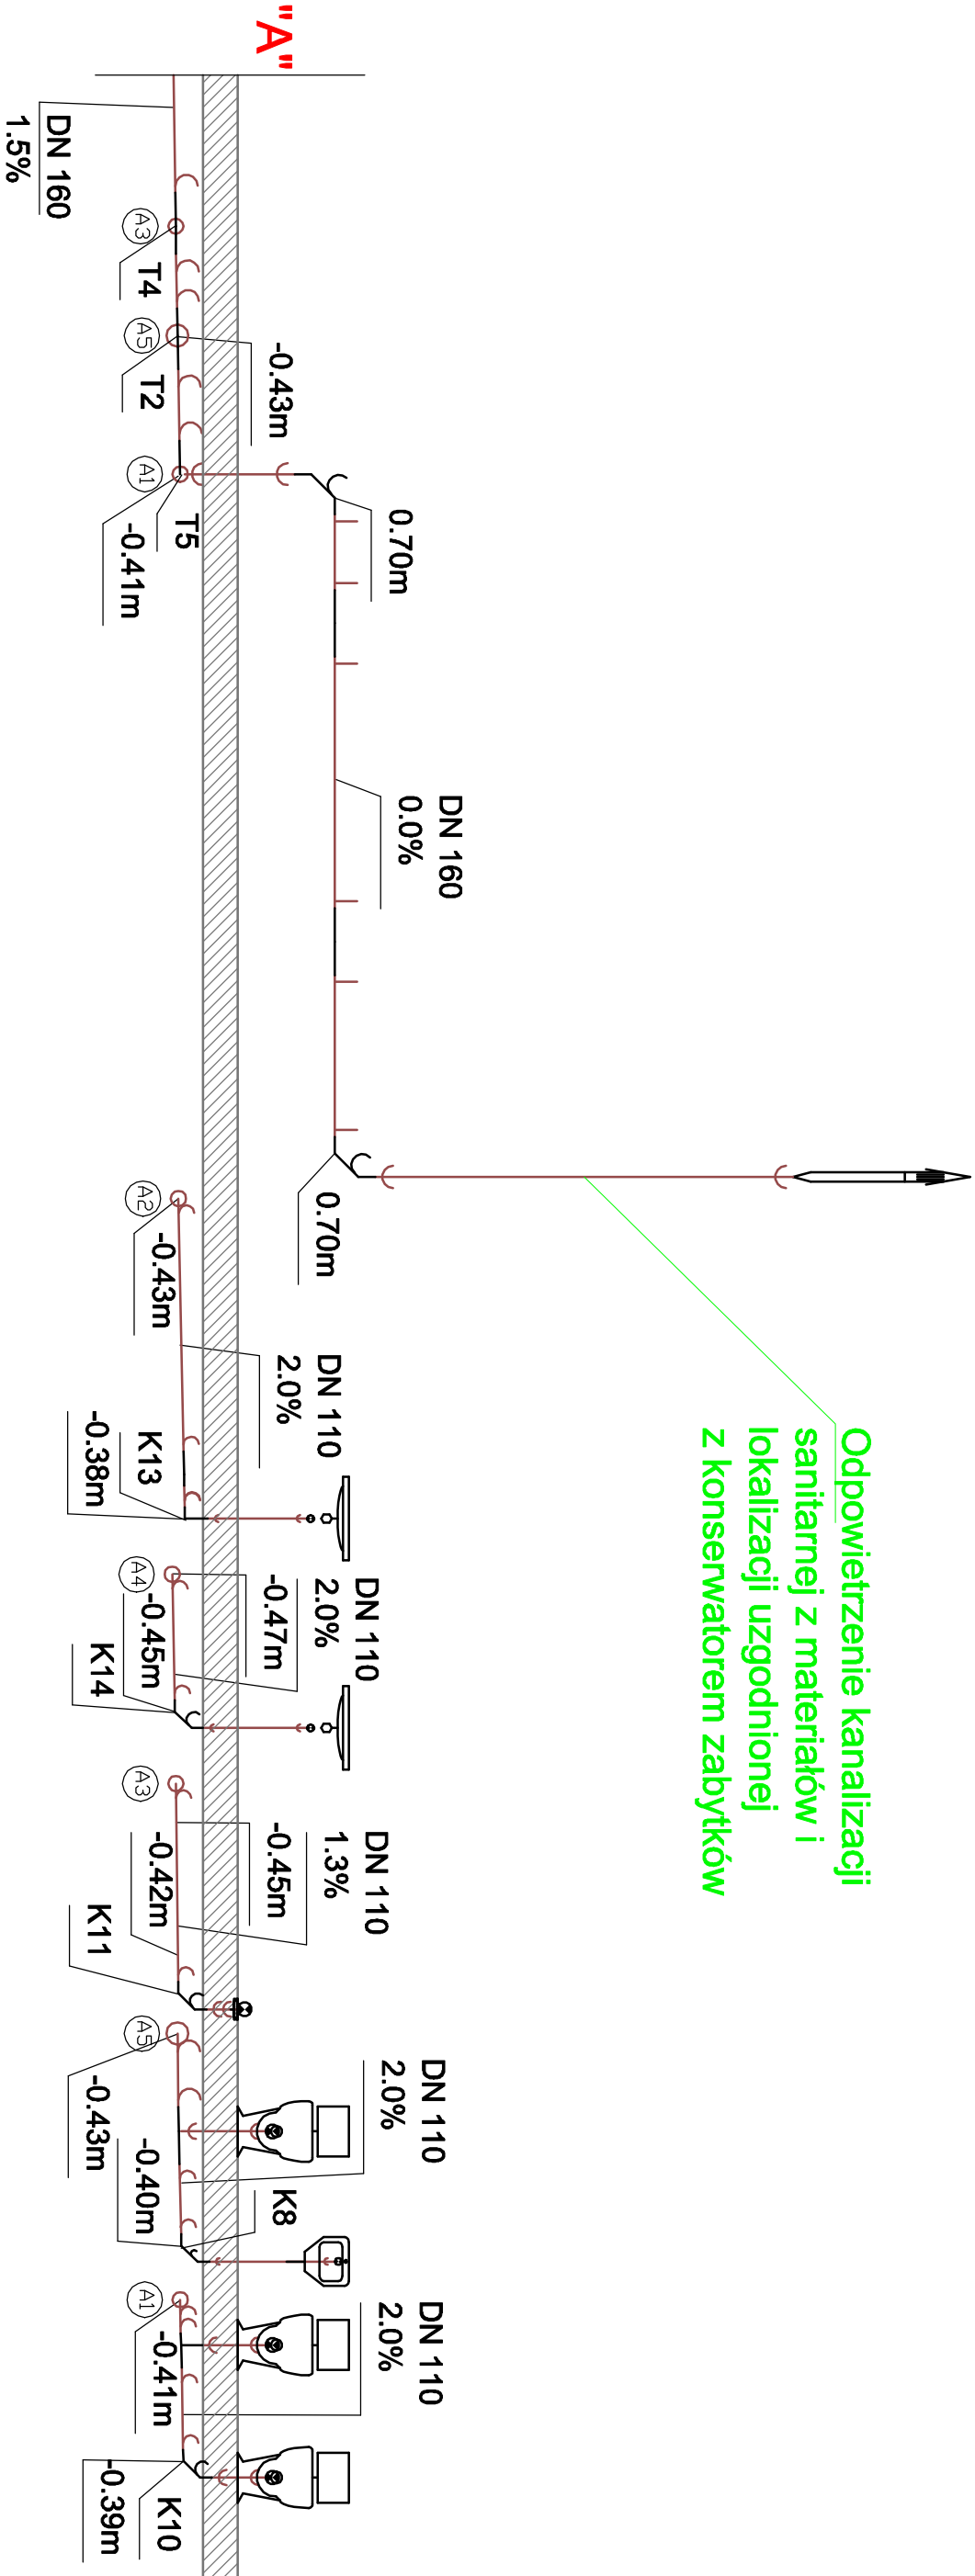 "A"
DN 160
1.5%
A3
T4
A5
T2
-0.43m
A1
T5
-0.41m
0.70m
DN 160
0.0%
0.70m
Odpowietrzenie kanalizacji
sanitarnej z materiałów i
lokalizacji uzgodnionej
z konserwatorem zabytków
A2
-0.43m
DN 110
2.0%
K13
-0.38m
A4
-0.47m
DN 110
2.0%
-0.45m
K14
A3
-0.45m
DN 110
1.3%
-0.42m
K11
A5
-0.43m
DN 110
2.0%
-0.40m
K8
A1
-0.41m
DN 110
2.0%
K10
-0.39m